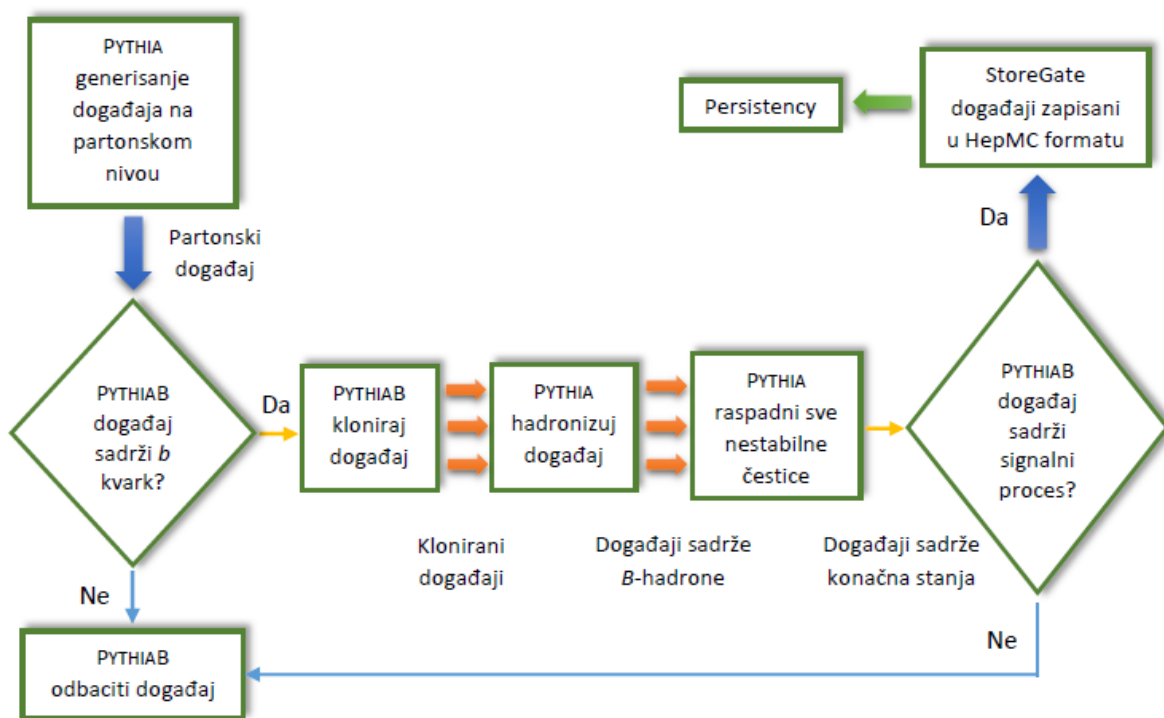 PYTHIA
generisanje
događaja na
partonskom
nivou
Partonski
događaj
PYTHIAB
događaj
sadrži b
kvark?
Da
Ne
PYTHIAB
odbaciti događaj
PYTHIAB
kloniraj
događaj
Klonirani
događaji
PYTHIA
hadronizuj
događaj
Događaji sadrže
B-hadrone
PYTHIA
raspadni sve
nestabilne
čestice
Događaji sadrže
konačna stanja
PYTHIAB
događaj
sadrži
signalni
proces?
Da
Ne
StoreGate
događaji zapisani
u HepMC formatu
Persistency